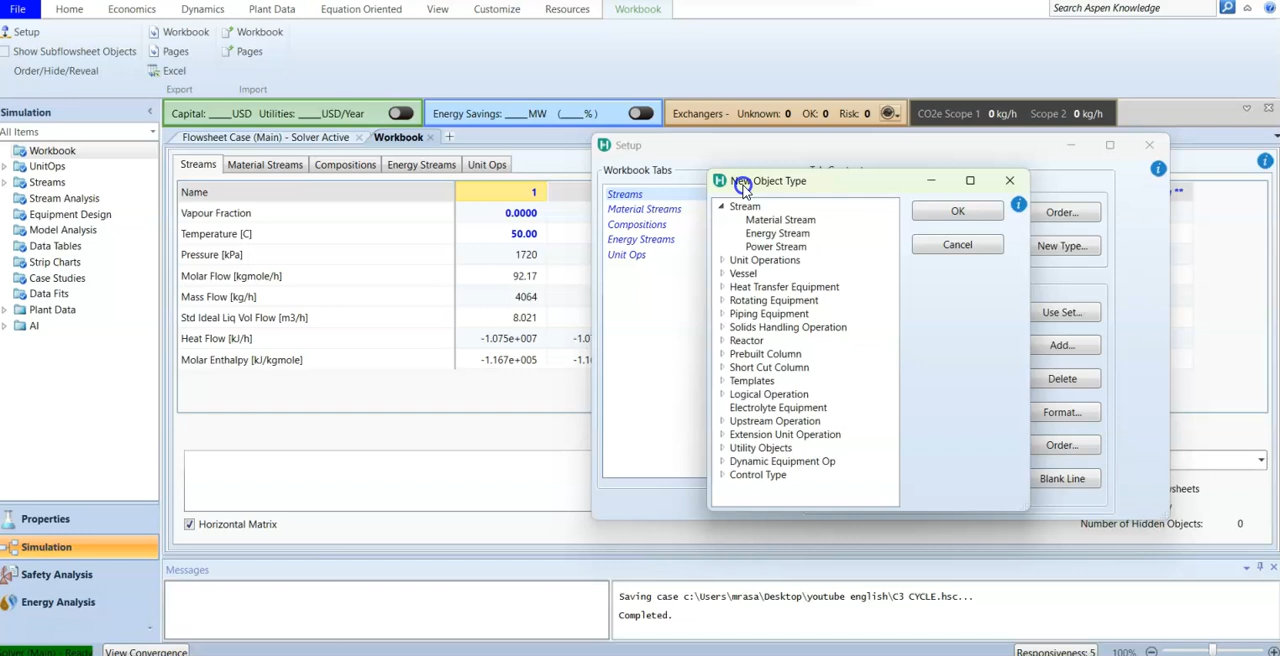 File Home Economics Dynamics Plant Data Equation Oriented View Customize Resources Workbook Search Aspen Knowledge
Setup Workbook Workbook
Show Subflowsheet Objects Pages Pages
Order/Hide/Reveal Excel
Export Import
Simulation
Capital: ____USD Utilities: ____USD/Year Energy Savings: ____MW (____%) Exchangers - Unknown: 0 OK: 0 Risk: 0 CO2e Scope 1 0 kg/h Scope 2 0 kg/h
All Items
Flowsheet Case (Main) - Solver Active Workbook +
Workbook
UnitOps
Streams
Stream Analysis
Equipment Design
Model Analysis
Data Tables
Strip Charts
Case Studies
Data Fits
Plant Data
AI
Properties
Simulation
Safety Analysis
Energy Analysis
Streams Material Streams Compositions Energy Streams Unit Ops
Name 1
Vapour Fraction 0.0000
Temperature [C] 50.00
Pressure [kPa] 1720
Molar Flow [kgmole/h] 92.17
Mass Flow [kg/h] 4064
Std Ideal Liq Vol Flow [m3/h] 8.021
Heat Flow [kJ/h] -1.075e+007
Molar Enthalpy [kJ/kgmole] -1.167e+005
Horizontal Matrix
Setup
Workbook Tabs
Streams
Material Streams
Compositions
Energy Streams
Unit Ops
New Object Type
Stream
Material Stream
Energy Stream
Power Stream
Unit Operations
Vessel
Heat Transfer Equipment
Rotating Equipment
Piping Equipment
Solids Handling Operation
Reactor
Prebuilt Column
Short Cut Column
Templates
Logical Operation
Electrolyte Equipment
Upstream Operation
Extension Unit Operation
Utility Objects
Dynamic Equipment Op
Control Type
OK
Cancel
Order...
New Type...
Use Set...
Add...
Delete
Format...
Order...
Blank Line
Number of Hidden Objects: 0
Messages
Saving case c:\Users\mrasa\Desktop\youtube english\C3 CYCLE.hsc...
Completed.
Solver (Main) - Ready View Convergence Responsiveness: 5 100%